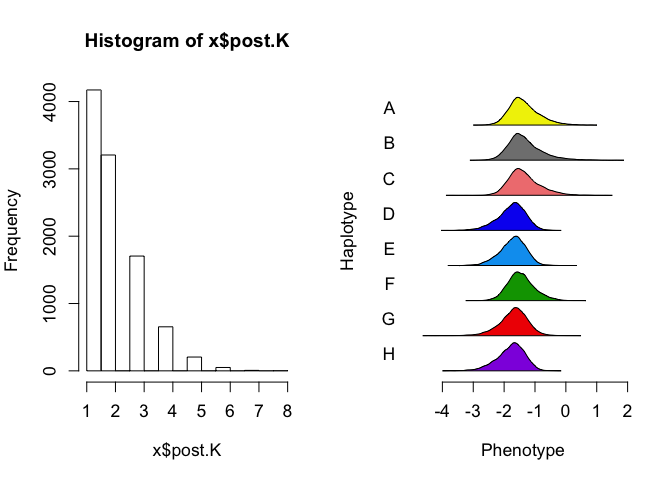 Histogram of x$post.K
Frequency
0
1000
2000
3000
4000
1 2 3 4 5 6 7 8
x$post.K
Haplotype
A
B
C
D
E
F
G
H
-4 -3 -2 -1 0 1 2
Phenotype